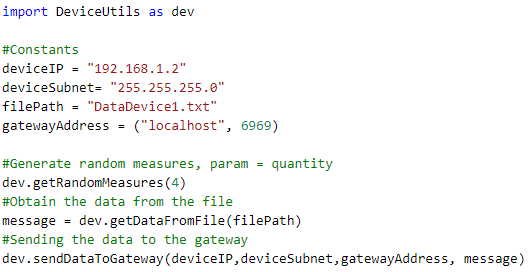 import DeviceUtils as dev
#Constants
deviceIP = "192.168.1.2"
deviceSubnet= "255.255.255.0"
filePath = "DataDevice1.txt"
gatewayAddress = ("localhost", 6969)
#Generate random measures, param = quantity
dev.getRandomMeasures(4)
#Obtain the data from the file
message = dev.getDataFromFile(filePath)
#Sending the data to the gateway
dev.sendDataToGateway(deviceIP,deviceSubnet,gatewayAddress, message)